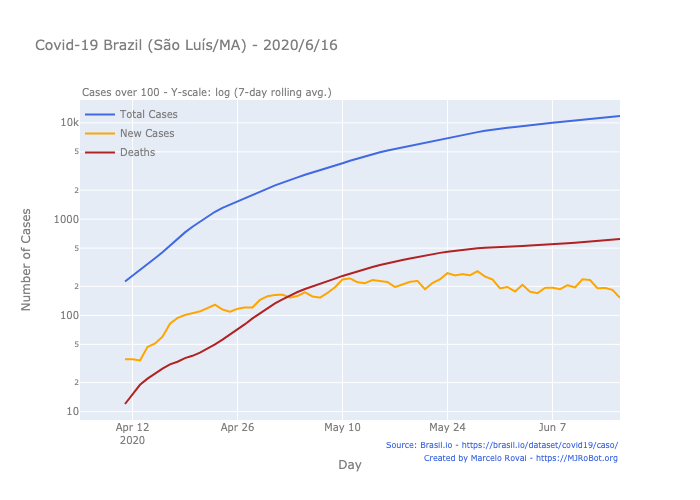 Covid-19 Brazil (São Luís/MA) - 2020/6/16
Cases over 100 - Y-scale: log (7-day rolling avg.)
Total Cases
New Cases
Deaths
10k
5
2
1000
5
2
100
5
2
10
Number of Cases
Apr 12 Apr 26 May 10 May 24 Jun 7
2020
Day
Source: Brasil.io - https://brasil.io/dataset/covid19/caso/
Created by Marcelo Rovai - https://MJRoBot.org